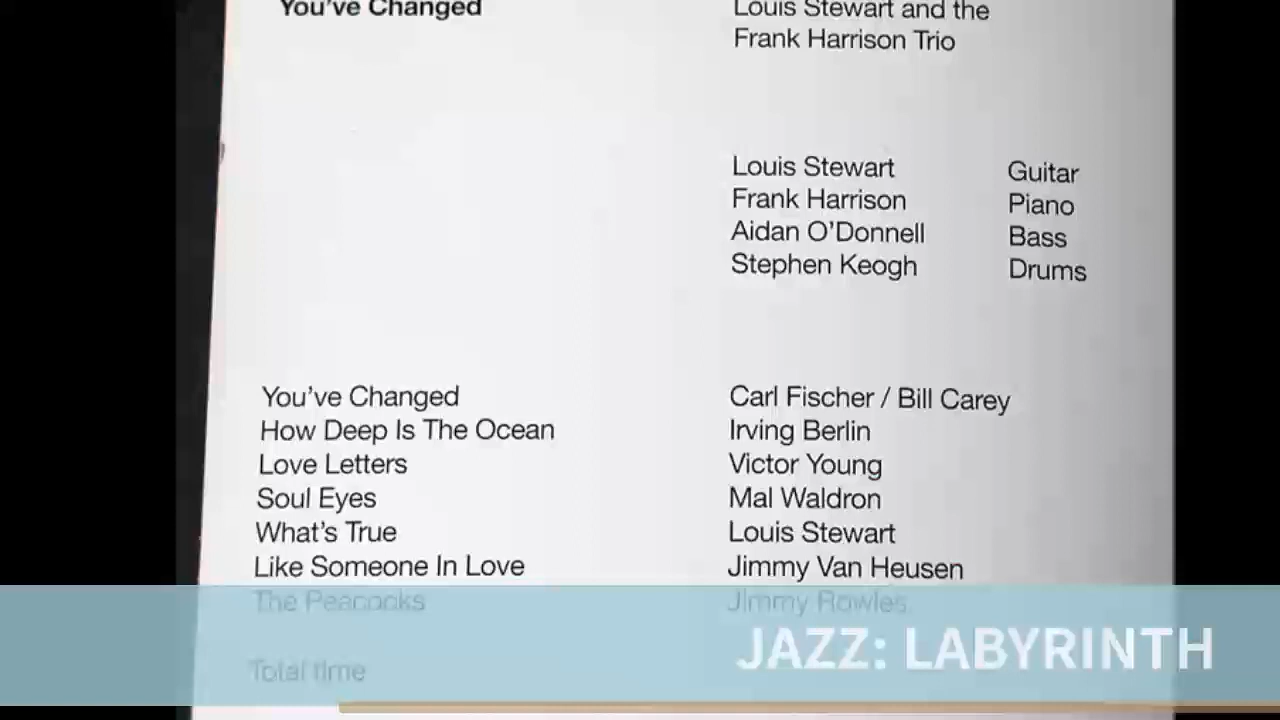 You've Changed Louis Stewart and the
Frank Harrison Trio
Louis Stewart Guitar
Frank Harrison Piano
Aidan O'Donnell Bass
Stephen Keogh Drums
You've Changed Carl Fischer / Bill Carey
How Deep Is The Ocean Irving Berlin
Love Letters Victor Young
Soul Eyes Mal Waldron
What's True Louis Stewart
Like Someone In Love Jimmy Van Heusen
The Peacocks Jimmy Rowles
JAZZ: LABYRINTH
Total time